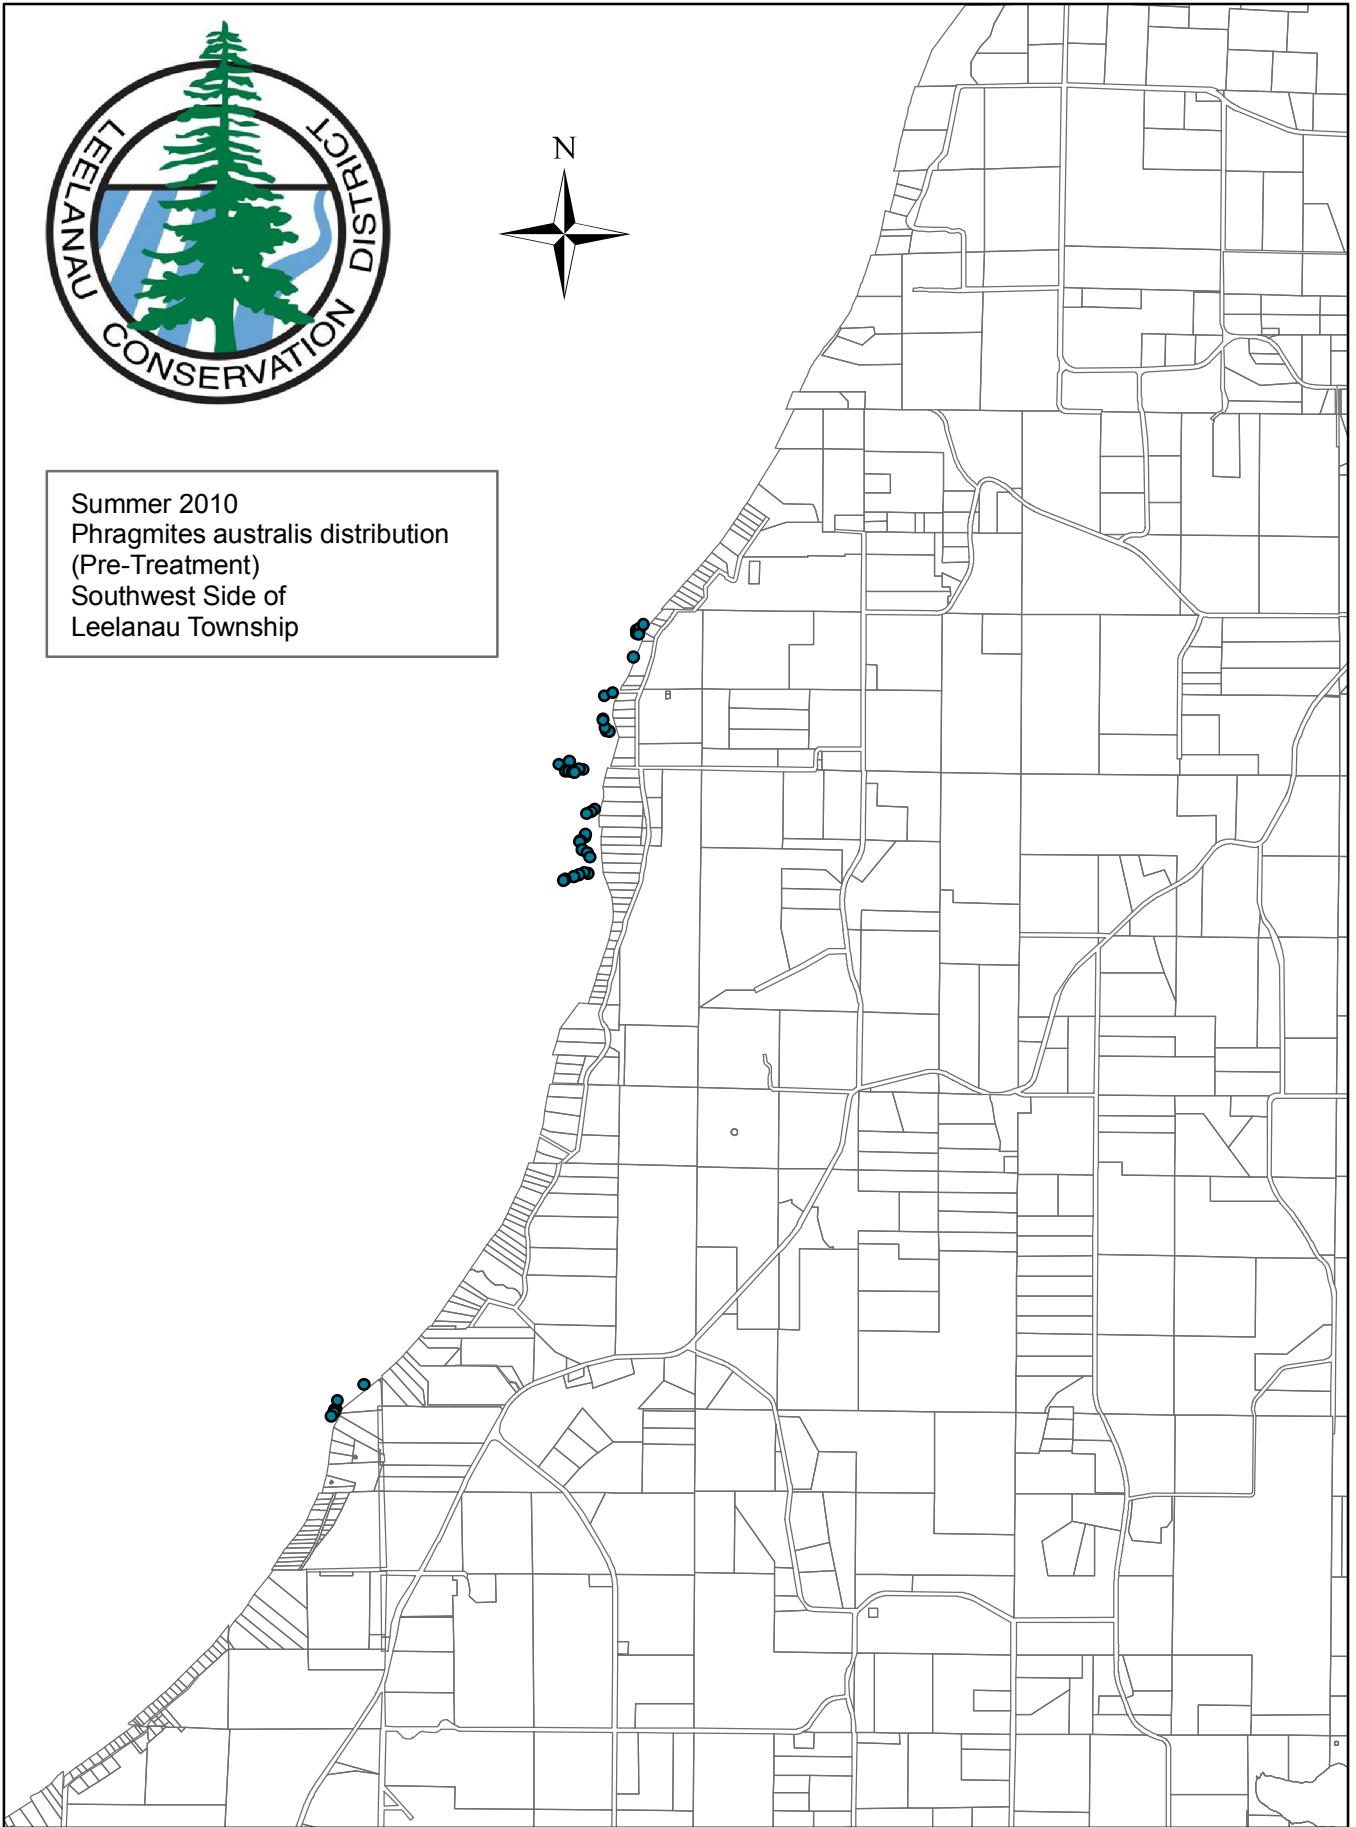 LEELANAU CONSERVATION DISTRICT
N
Summer 2010
Phragmites australis distribution
(Pre-Treatment)
Southwest Side of
Leelanau Township